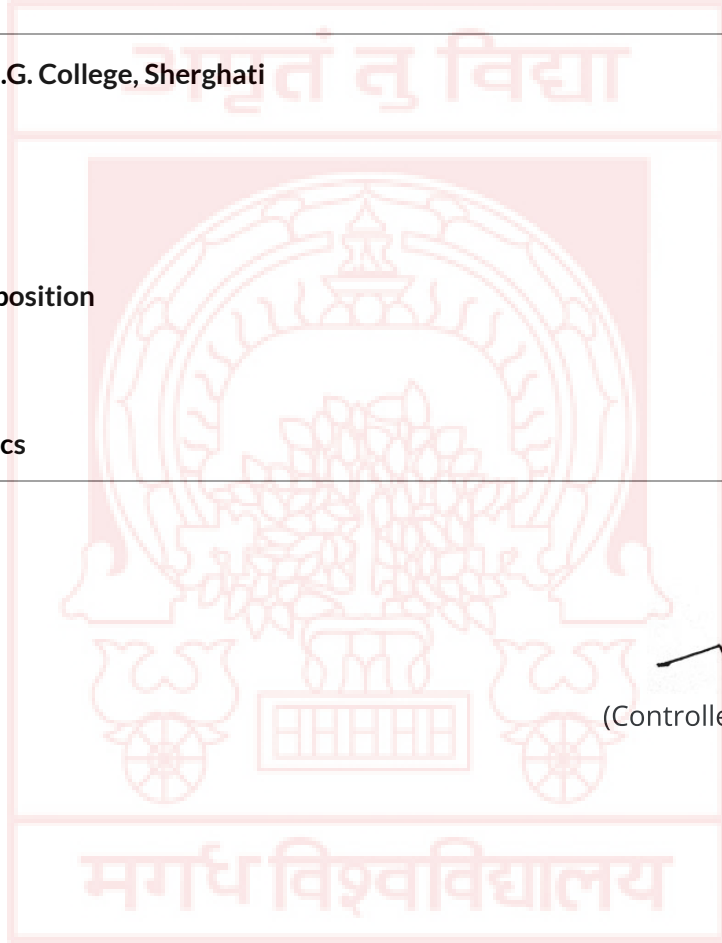 अमृतं तु विद्या
.G. College, Sherghati
position
cs
(Controlle
मगध विश्वविद्यालय